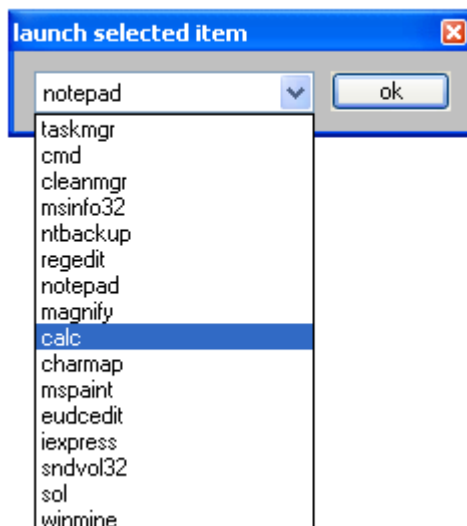 launch selected item
notepad
ok
taskmgr
cmd
cleanmgr
msinfo32
ntbackup
regedit
notepad
magnify
calc
charmap
mspaint
eudcedit
iexpress
sndvol32
sol
winmine